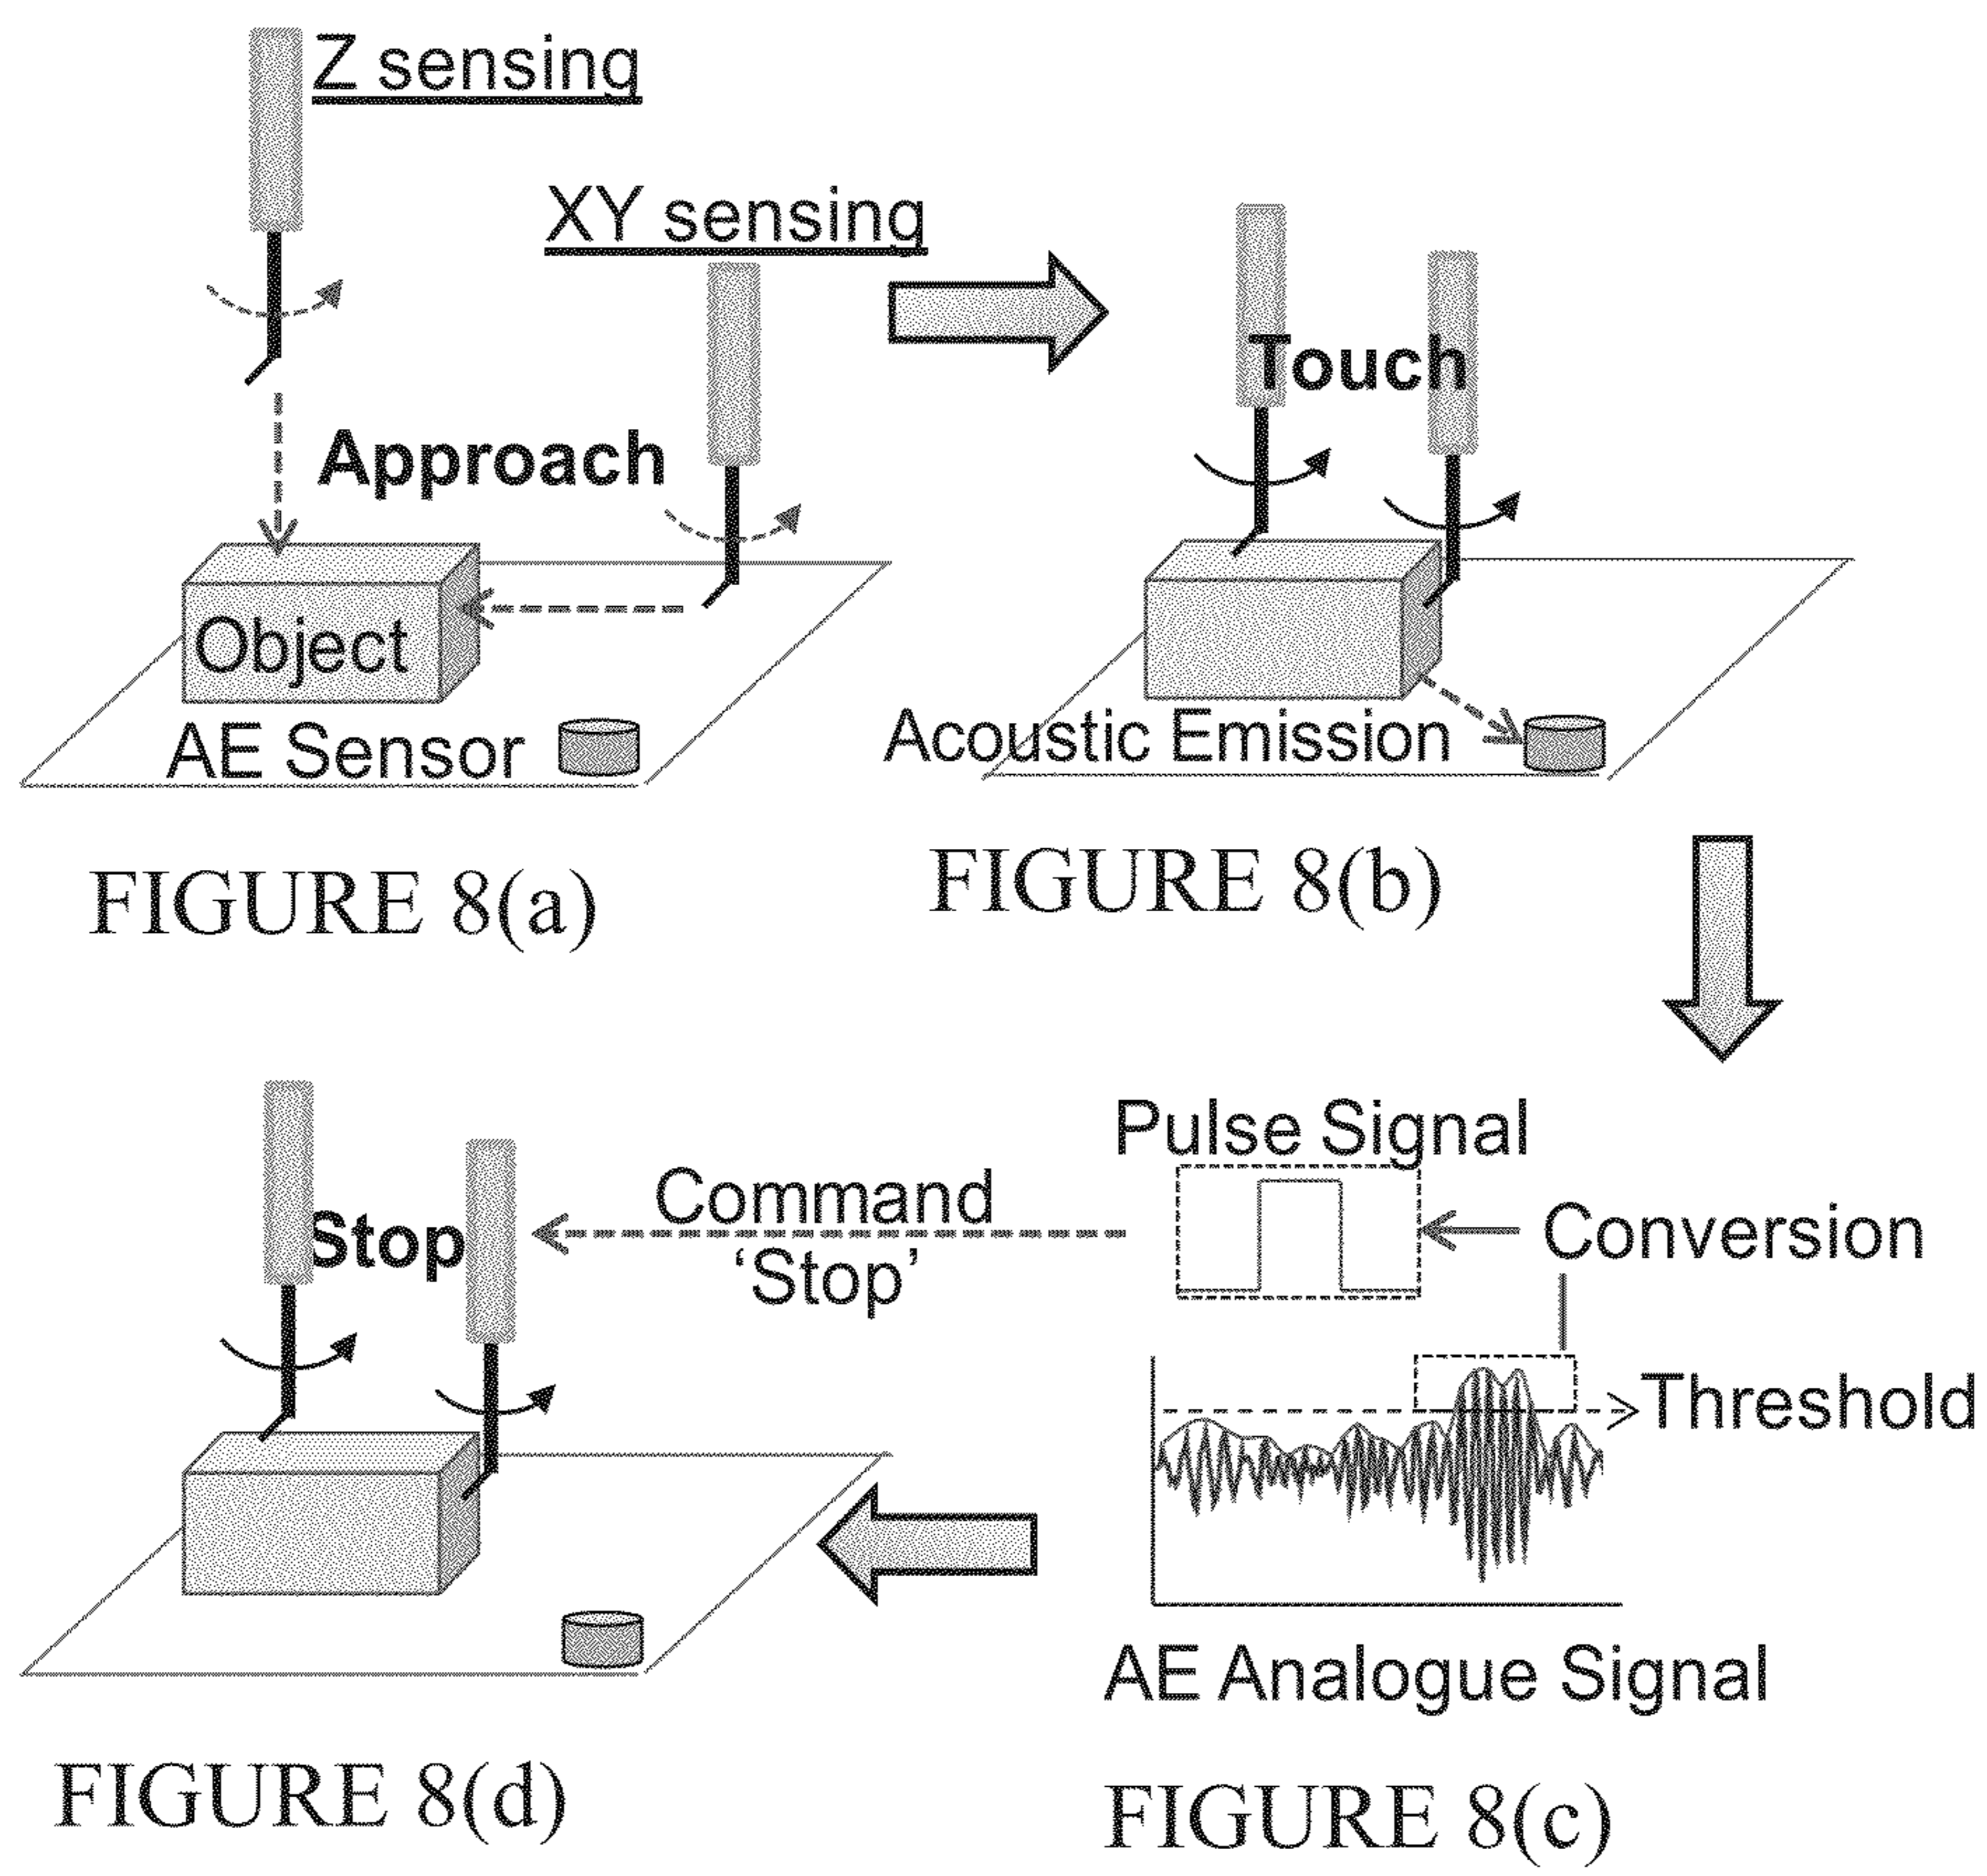 Z sensing
XY sensing
Approach
Object
AE Sensor
FIGURE 8(a)
Touch
Acoustic Emission
FIGURE 8(b)
Pulse Signal
Conversion
Threshold
AE Analogue Signal
FIGURE 8(c)
Command
‘Stop’
Stop
FIGURE 8(d)